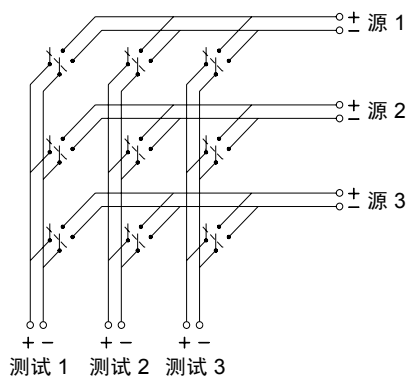 +
− 源 1
+
− 源 2
+
− 源 3
+ − + − + −
测试 1 测试 2 测试 3